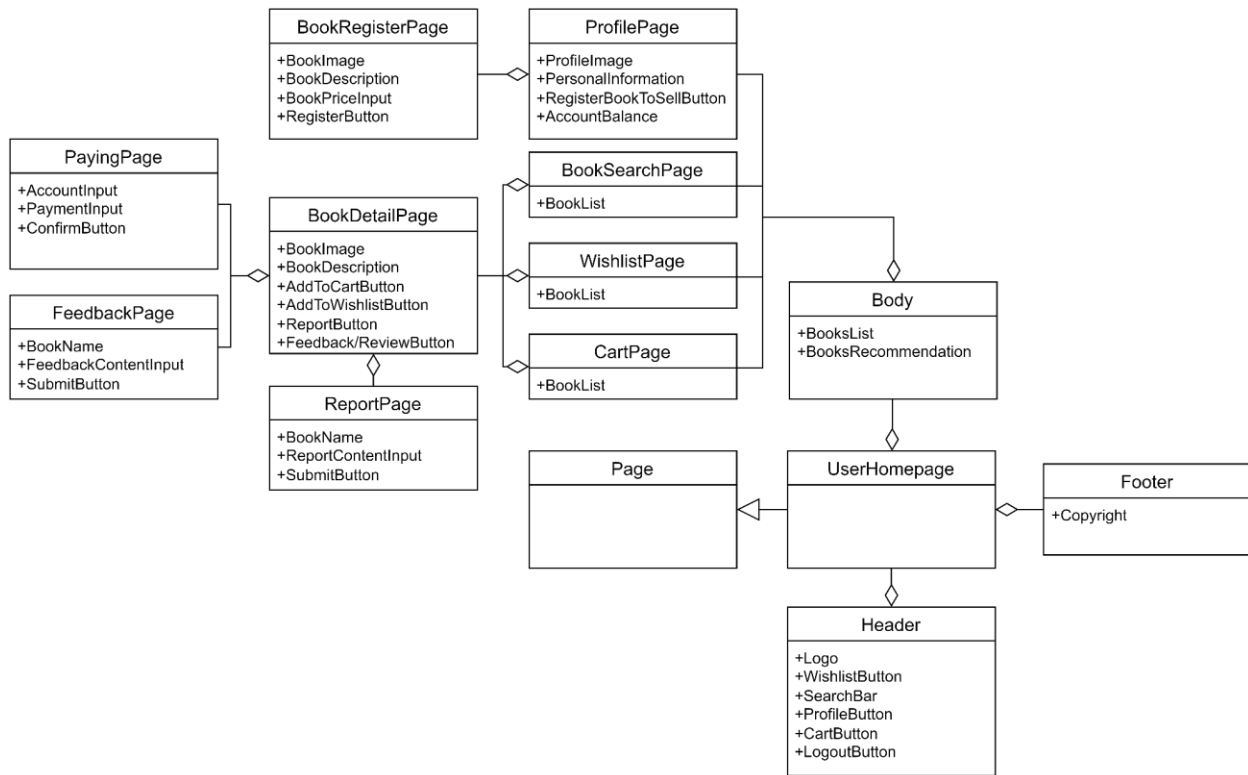 BookRegisterPage
+BookImage
+BookDescription
+BookPriceInput
+RegisterButton
ProfilePage
+ProfileImage
+PersonalInformation
+RegisterBookToSellButton
+AccountBalance
PayingPage
+AccountInput
+PaymentInput
+ConfirmButton
BookDetailPage
+BookImage
+BookDescription
+AddToCartButton
+AddToWishlistButton
+ReportButton
+Feedback/ReviewButton
BookSearchPage
+BookList
WishlistPage
+BookList
CartPage
+BookList
FeedbackPage
+BookName
+FeedbackContentInput
+SubmitButton
Body
+BooksList
+BooksRecommendation
ReportPage
+BookName
+ReportContentInput
+SubmitButton
Page
UserHomepage
Footer
+Copyright
Header
+Logo
+WishlistButton
+SearchBar
+ProfileButton
+CartButton
+LogoutButton